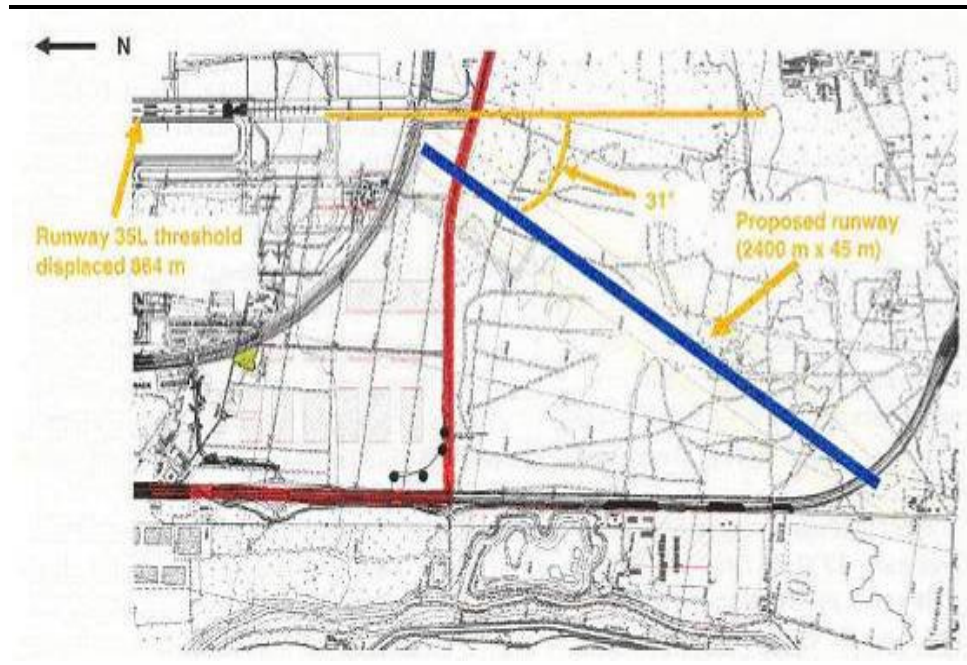 N
Runway 35L threshold
displaced 864 m
31°
Proposed runway
(2400 m x 45 m)